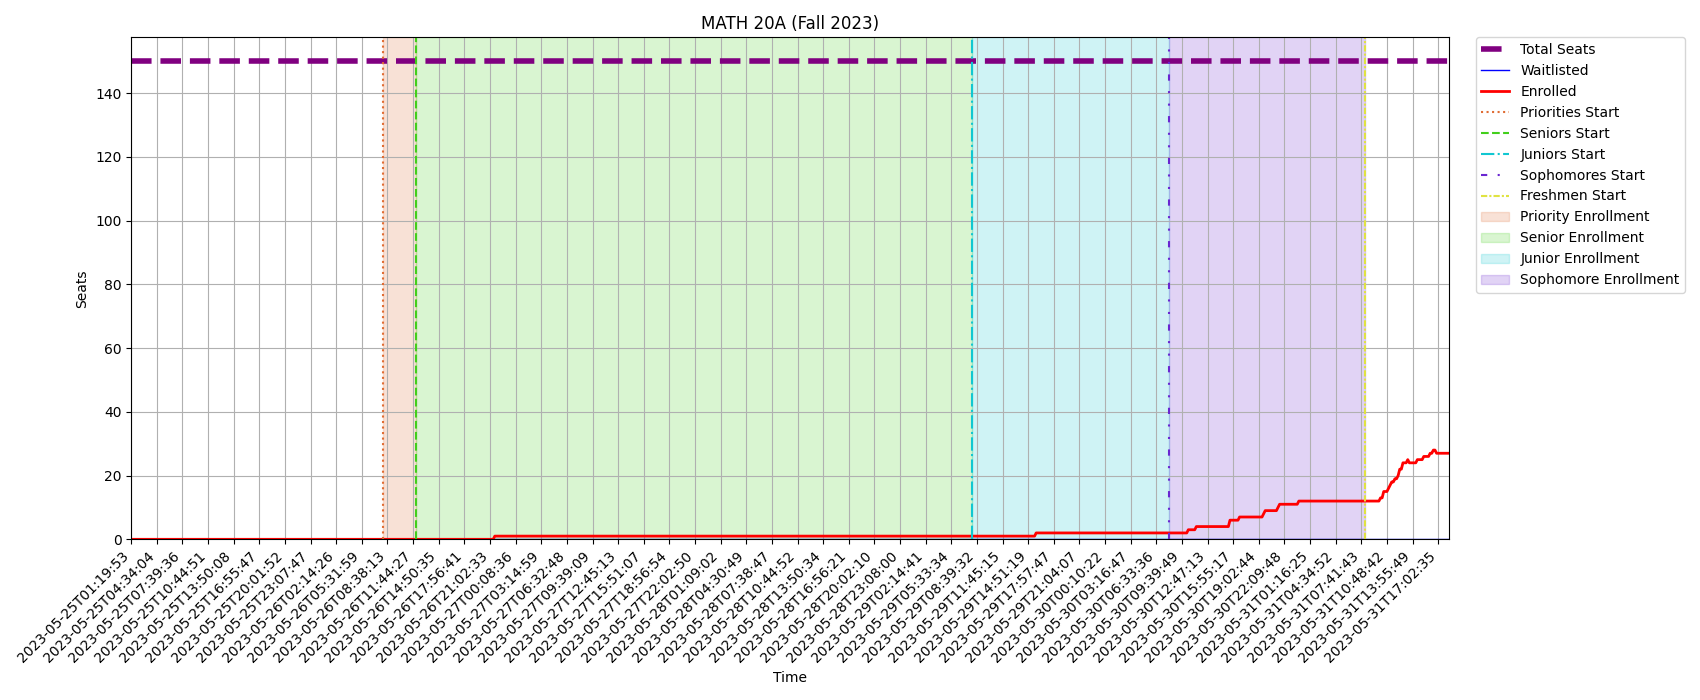 MATH 20A (Fall 2023)
Total Seats
Waitlisted
Enrolled
Priorities Start
Seniors Start
Juniors Start
Sophomores Start
Freshmen Start
Priority Enrollment
Senior Enrollment
Junior Enrollment
Sophomore Enrollment
Seats
140
120
100
80
60
40
20
0
2023-05-25T01:19:53
2023-05-25T04:34:04
2023-05-25T07:39:36
2023-05-25T10:44:51
2023-05-25T13:50:08
2023-05-25T16:55:47
2023-05-25T20:01:52
2023-05-25T23:07:47
2023-05-26T02:14:26
2023-05-26T05:31:59
2023-05-26T08:38:13
2023-05-26T11:44:27
2023-05-26T14:50:35
2023-05-26T17:56:41
2023-05-26T21:02:33
2023-05-27T00:08:36
2023-05-27T03:14:59
2023-05-27T06:32:48
2023-05-27T09:39:09
2023-05-27T12:45:13
2023-05-27T15:51:07
2023-05-27T18:56:54
2023-05-27T22:02:50
2023-05-28T01:09:02
2023-05-28T04:30:49
2023-05-28T07:38:47
2023-05-28T10:44:52
2023-05-28T13:50:34
2023-05-28T16:56:21
2023-05-28T20:02:10
2023-05-28T23:08:00
2023-05-29T02:14:41
2023-05-29T05:33:34
2023-05-29T08:39:32
2023-05-29T11:45:15
2023-05-29T14:51:19
2023-05-29T17:57:47
2023-05-29T21:04:07
2023-05-30T00:10:22
2023-05-30T03:16:47
2023-05-30T06:33:36
2023-05-30T09:39:49
2023-05-30T12:47:13
2023-05-30T15:55:17
2023-05-30T19:02:44
2023-05-30T22:09:48
2023-05-31T01:16:25
2023-05-31T04:34:52
2023-05-31T07:41:43
2023-05-31T10:48:42
2023-05-31T13:55:49
2023-05-31T17:02:35
Time